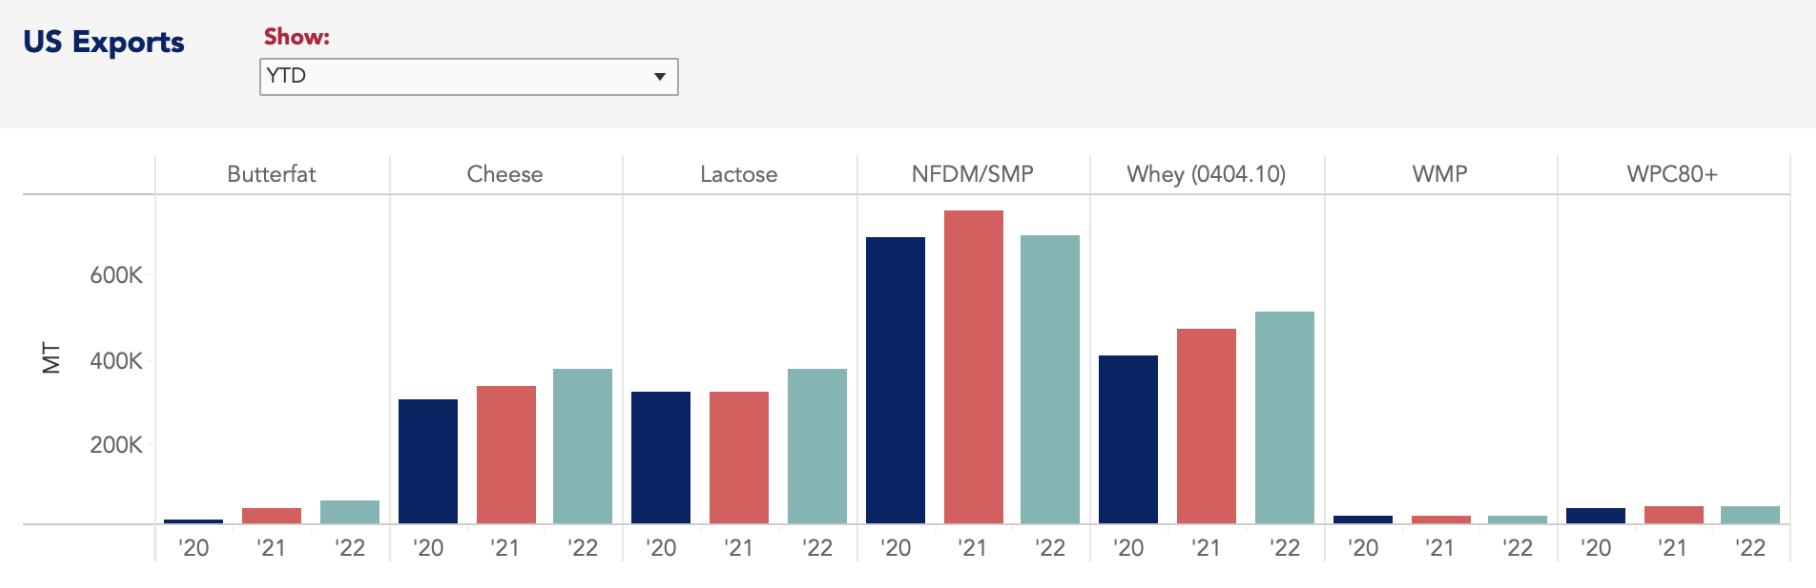 US Exports
Show:
YTD
Butterfat Cheese Lactose NFDM/SMP Whey (0404.10) WMP WPC80+
600K
400K
200K
MT
'20 '21 '22 '20 '21 '22 '20 '21 '22 '20 '21 '22 '20 '21 '22 '20 '21 '22 '20 '21 '22